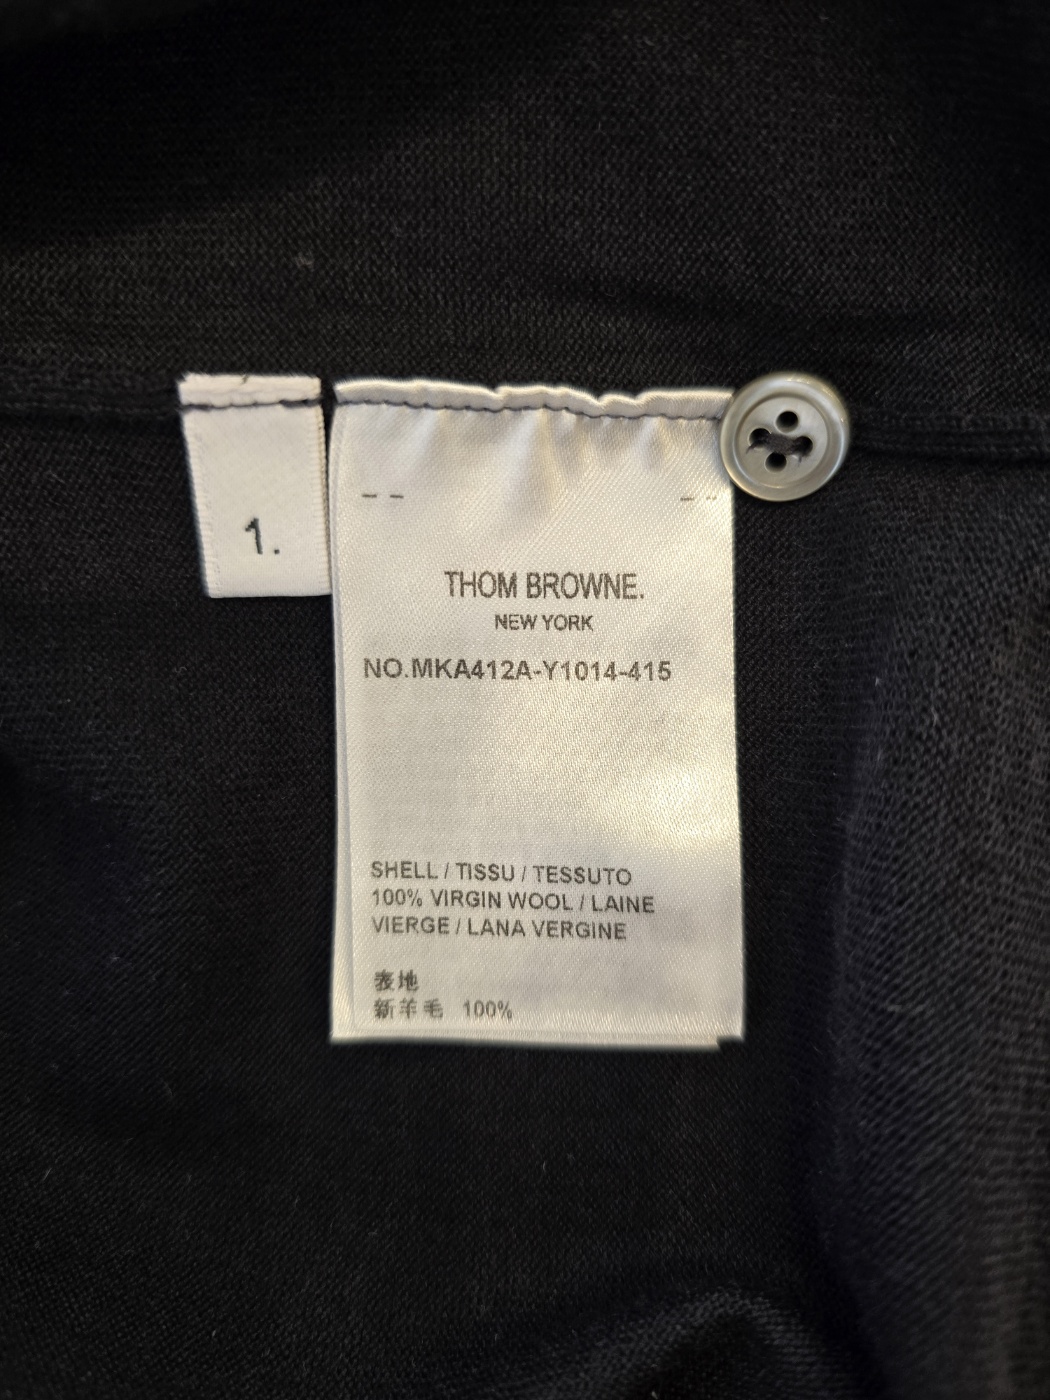 1.
THOM BROWNE.
NEW YORK
NO.MKA412A-Y1014-415
SHELL / TISSU / TESSUTO
100% VIRGIN WOOL / LAINE
VIERGE / LANA VERGINE
表地
新羊毛 100%